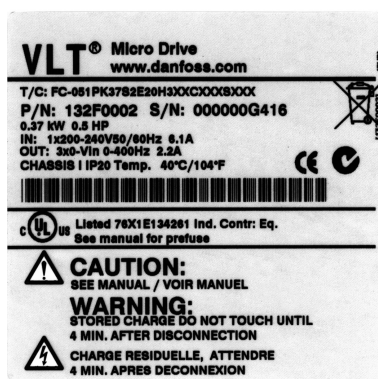 VLT® Micro Drive
www.danfoss.com
T/C: FC-051PK37S2E20H3XXCXXXSXXX
P/N: 132F0002 S/N: 000000G416
0.37 kW 0.5 HP
IN: 1x200-240V50/60Hz 6.1A
OUT: 3x0-Vin 0-400Hz 2.2A
CHASSIS I IP20 Temp. 40°C/104°F
CE
c UL US Listed 76X1E134261 Ind. Contr: Eq.
See manual for prefuse
CAUTION:
SEE MANUAL / VOIR MANUEL
WARNING:
STORED CHARGE DO NOT TOUCH UNTIL
4 MIN. AFTER DISCONNECTION
CHARGE RESIDUELLE, ATTENDRE
4 MIN. APRES DECONNEXION